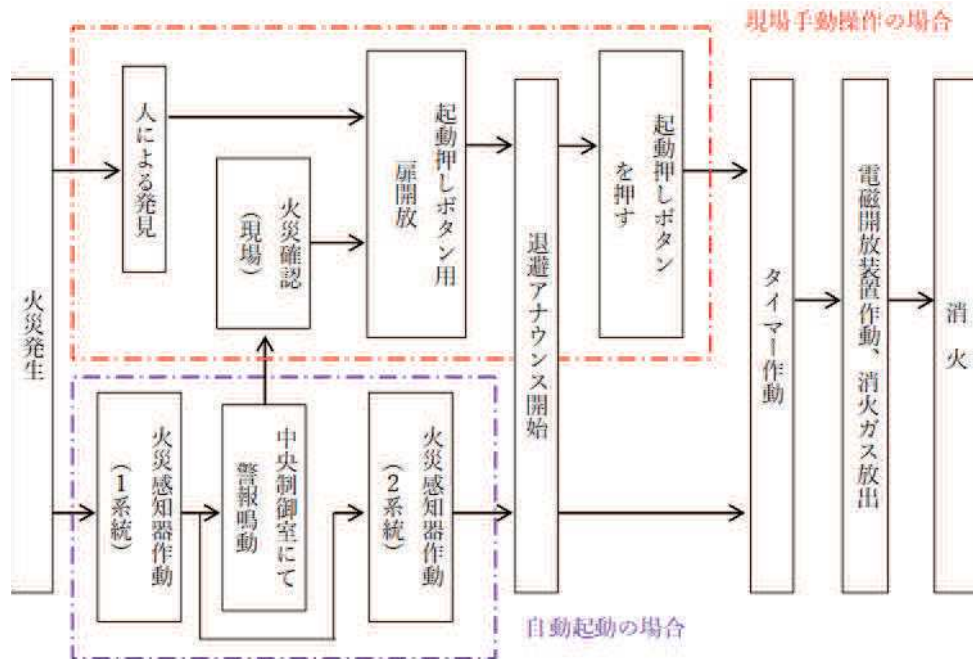 現場手動操作の場合
火災発生
人による発見
火災確認
(現場)
起動押しボタン用
扉開放
退避アナウンス開始
起動押しボタン
を押す
タイマー作動
電磁開放装置作動、消火ガス放出
消火
火災感知器作動
(1系統)
中央制御室にて
警報鳴動
火災感知器作動
(2系統)
自動起動の場合